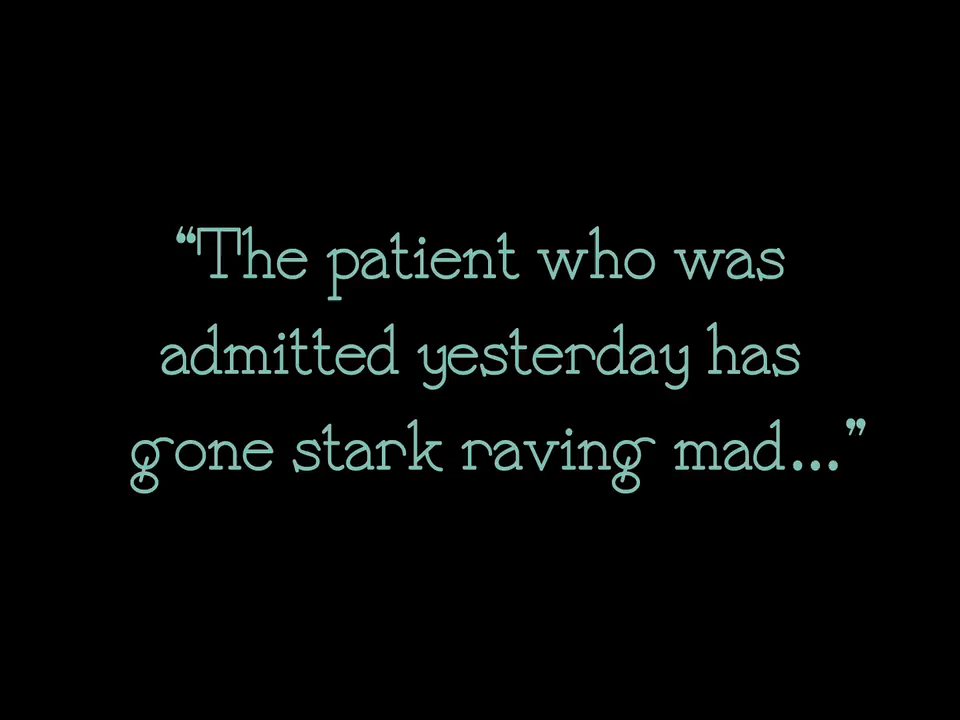 “The patient who was
admitted yesterday has
gone stark raving mad...”